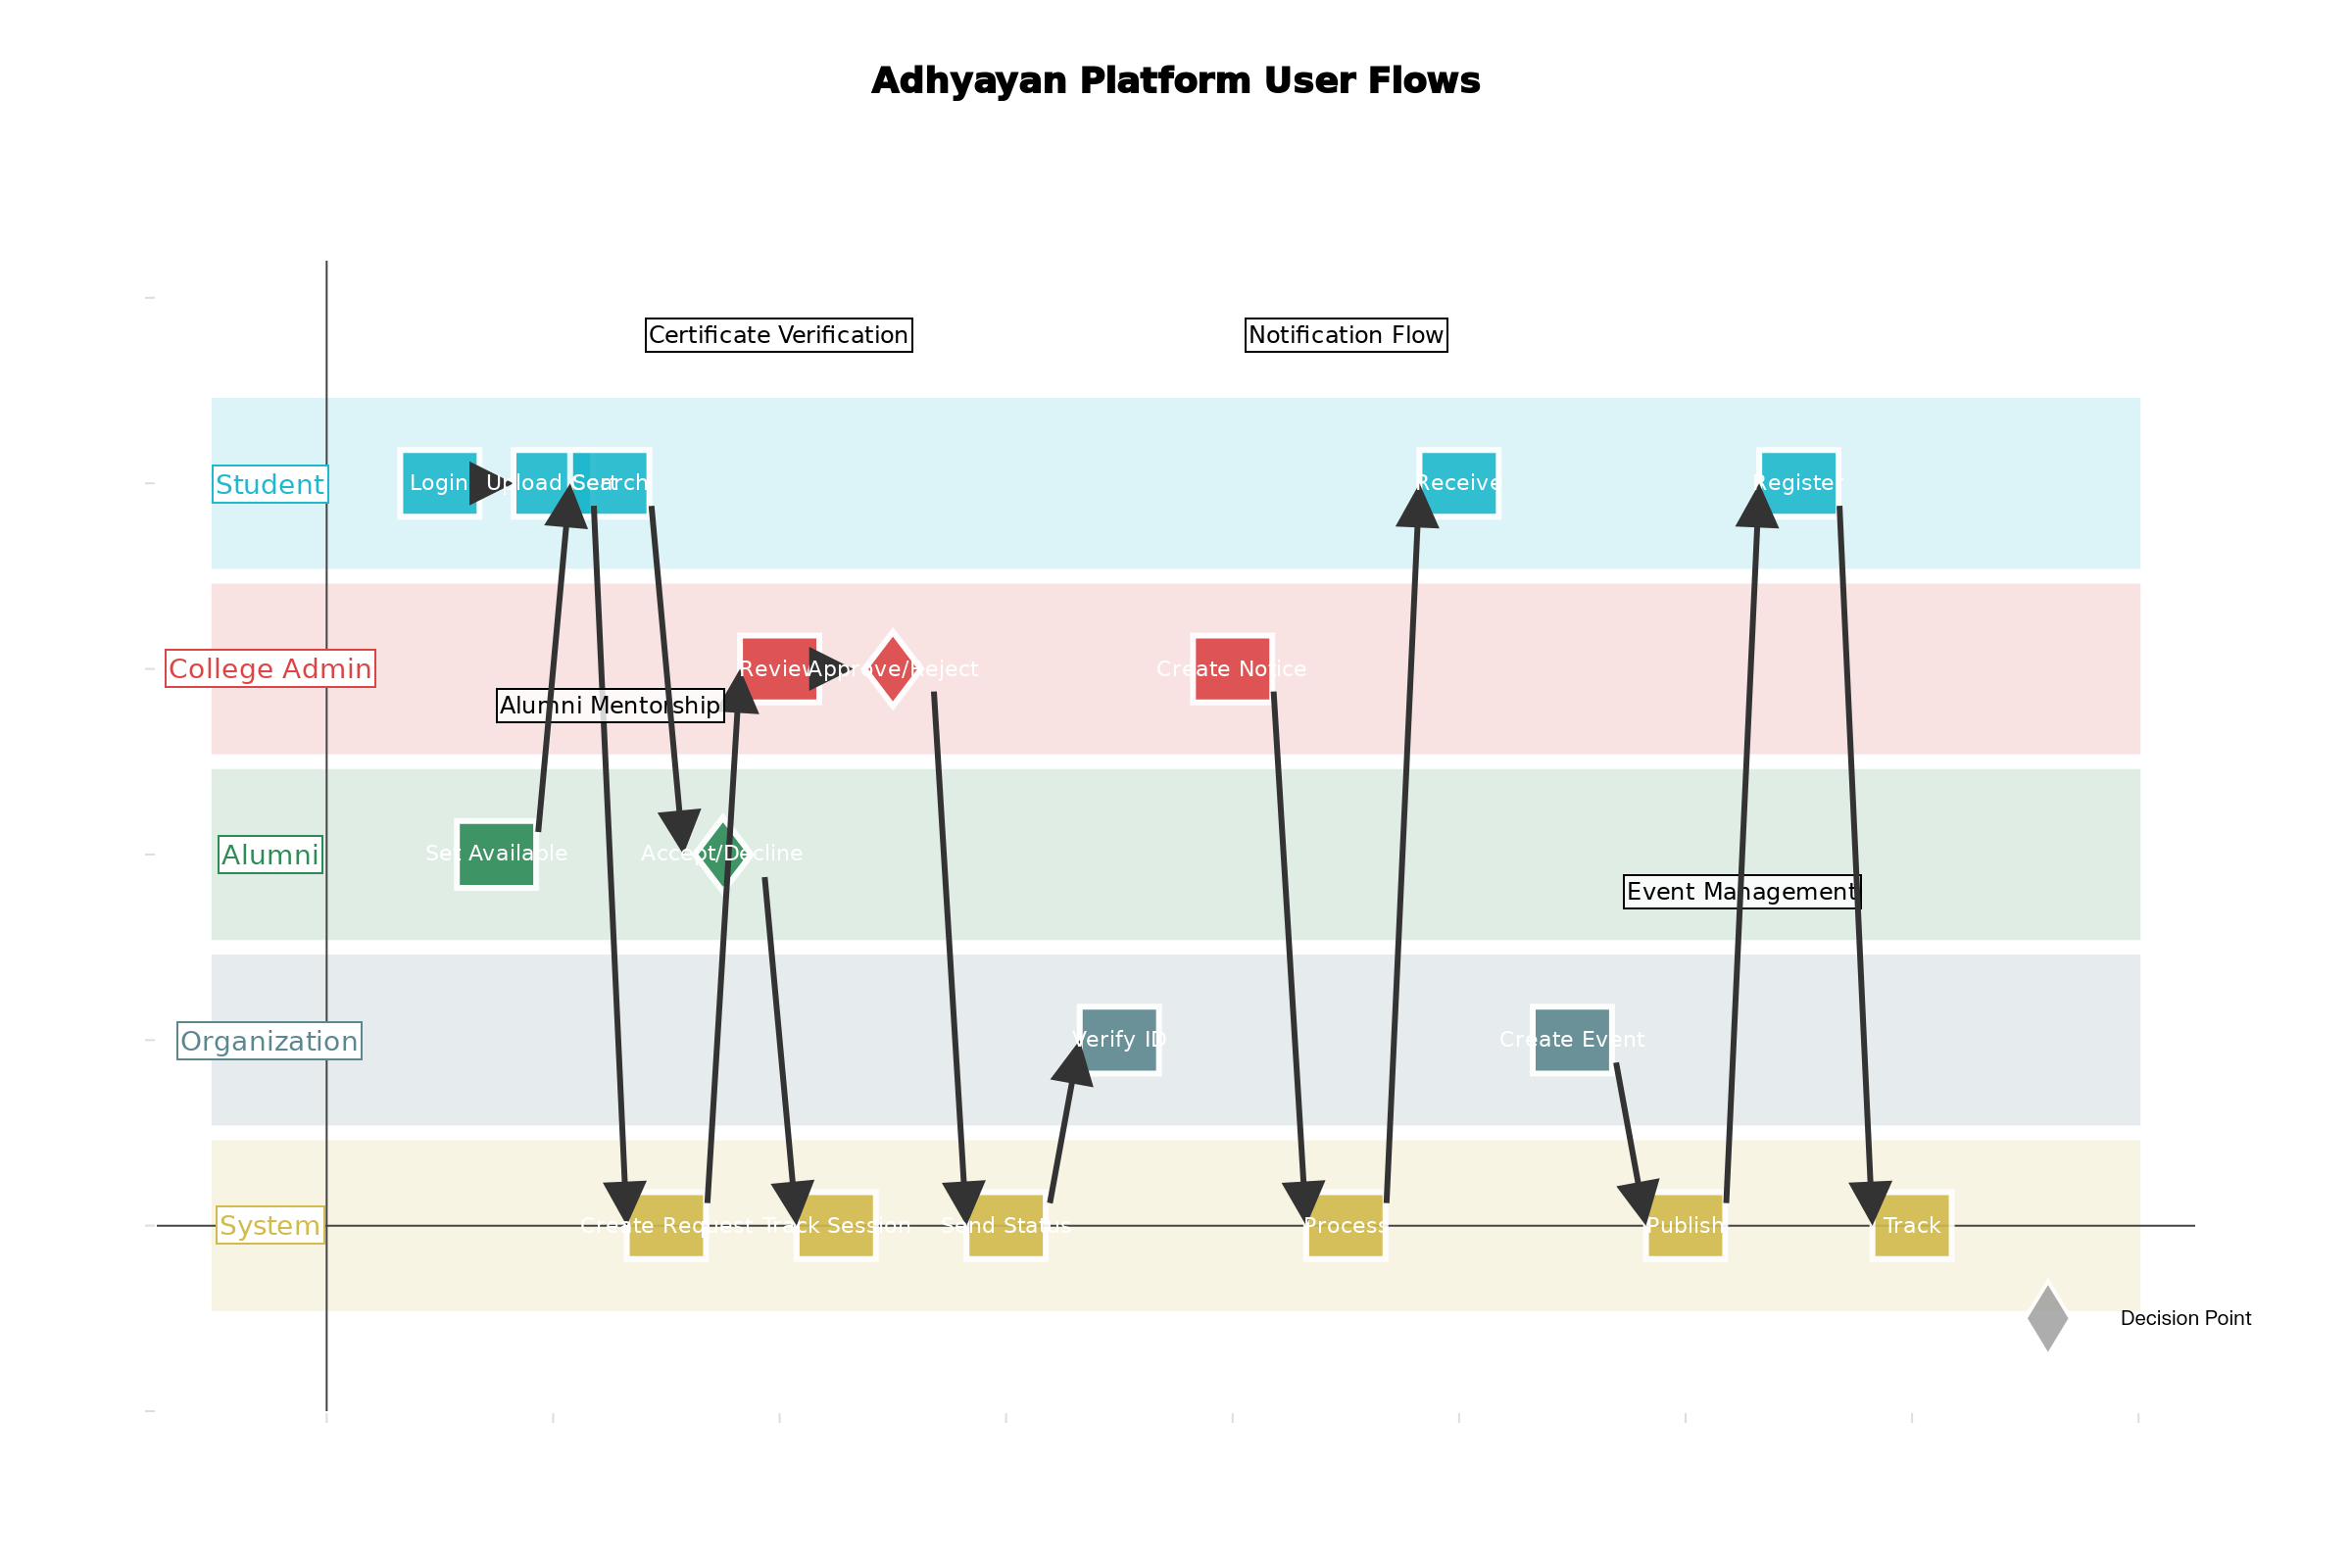 Adhyayan Platform User Flows
Certificate Verification
Notification Flow
Student
Login
Upload Cert
Search
Receive
Register
College Admin
Review
Approve/Reject
Create Notice
Alumni Mentorship
Alumni
Set Available
Accept/Decline
Event Management
Organization
Verify ID
Create Event
System
Create Request
Track Session
Send Status
Process
Publish
Track
Decision Point